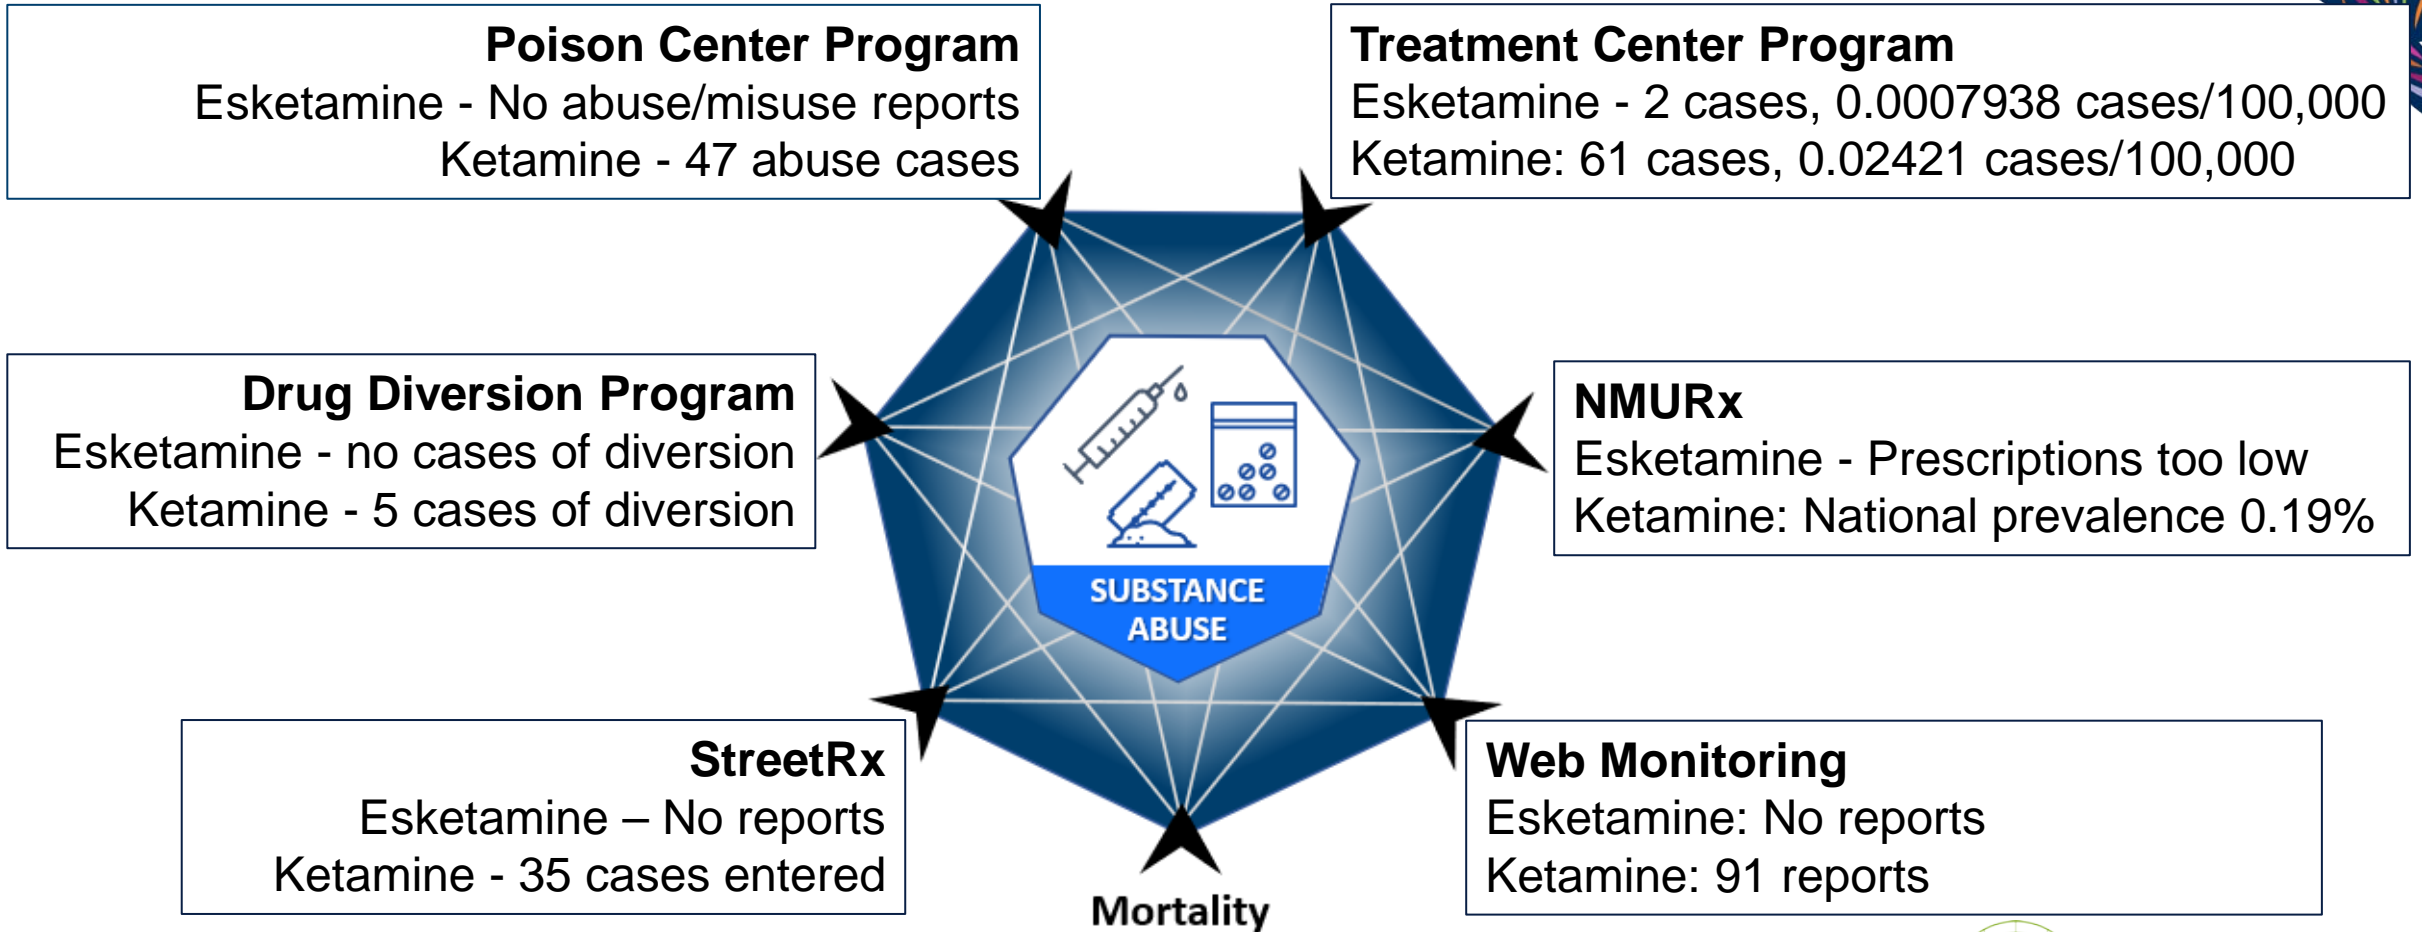 Poison Center Program
Esketamine - No abuse/misuse reports
Ketamine - 47 abuse cases
Treatment Center Program
Esketamine - 2 cases, 0.0007938 cases/100,000
Ketamine: 61 cases, 0.02421 cases/100,000
Drug Diversion Program
Esketamine - no cases of diversion
Ketamine - 5 cases of diversion
NMURx
Esketamine - Prescriptions too low
Ketamine: National prevalence 0.19%
SUBSTANCE
ABUSE
StreetRx
Esketamine – No reports
Ketamine - 35 cases entered
Web Monitoring
Esketamine: No reports
Ketamine: 91 reports
Mortality